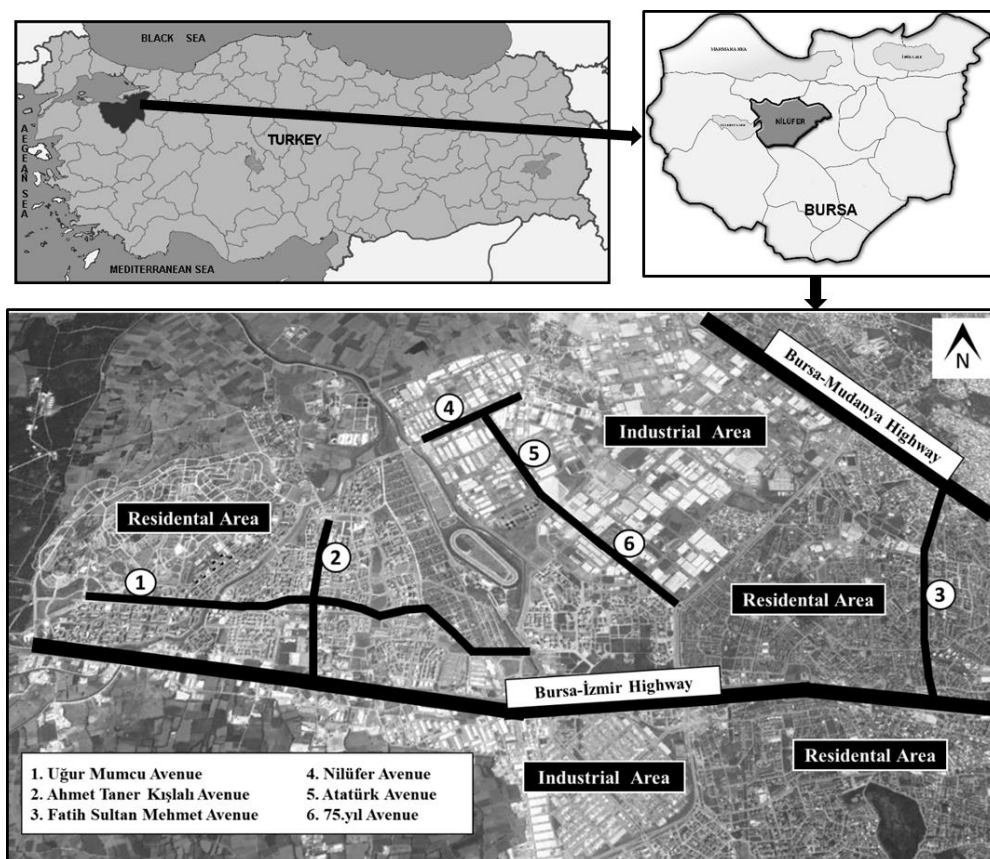 BLACK SEA
AEGEAN SEA
TURKEY
MEDITERRANEAN SEA
MARMARA SEA
NİLÜFER
BURSA
N
Bursa-Mudanya Highway
4
Industrial Area
5
Residental Area
2
6
1
Residental Area
3
Bursa-İzmir Highway
Residental Area
Industrial Area
1. Uğur Mumcu Avenue
2. Ahmet Taner Kışlalı Avenue
3. Fatih Sultan Mehmet Avenue
4. Nilüfer Avenue
5. Atatürk Avenue
6. 75.yıl Avenue